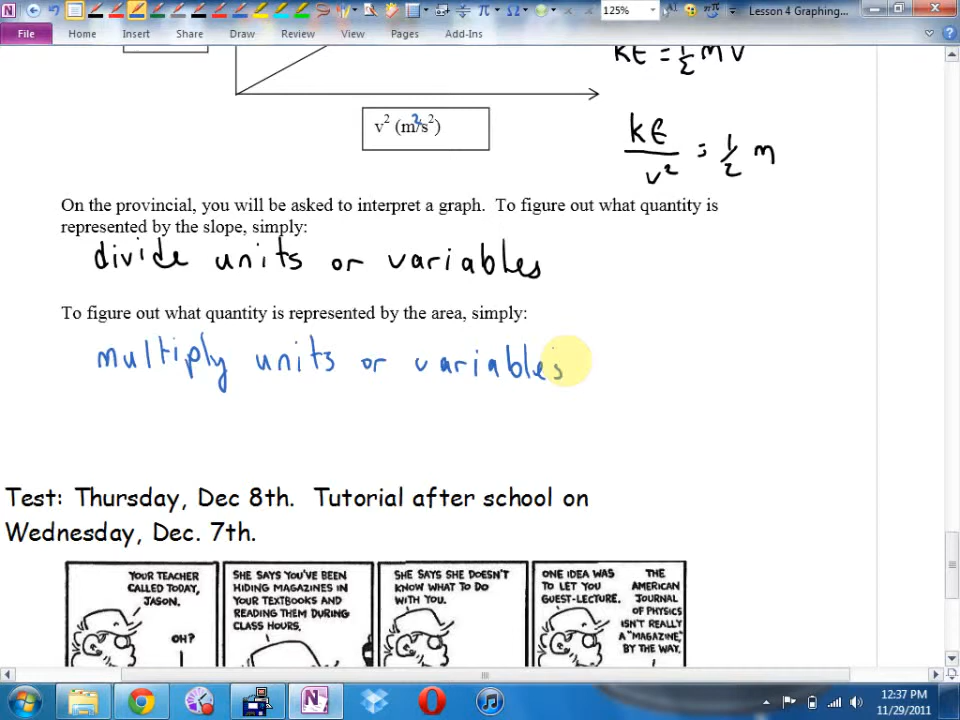 125%
Lesson 4 Graphing...
File Home Insert Share Draw Review View Pages Add-Ins
KE = 1/2 m v
v² (m²/s²)
KE/v² = 1/2 m
On the provincial, you will be asked to interpret a graph. To figure out what quantity is
represented by the slope, simply:
divide units or variables
To figure out what quantity is represented by the area, simply:
multiply units or variables
Test: Thursday, Dec 8th. Tutorial after school on
Wednesday, Dec. 7th.
YOUR TEACHER
CALLED TODAY,
JASON.
OH?
SHE SAYS YOU'VE BEEN
HIDING MAGAZINES IN
YOUR TEXTBOOKS AND
READING THEM DURING
CLASS HOURS.
SHE SAYS SHE DOESN'T
KNOW WHAT TO DO
WITH YOU.
ONE IDEA WAS
TO LET YOU
GUEST-LECTURE.
THE
AMERICAN
JOURNAL
OF PHYSICS
ISN'T REALLY
A "MAGAZINE,"
BY THE WAY.
12:37 PM
11/29/2011